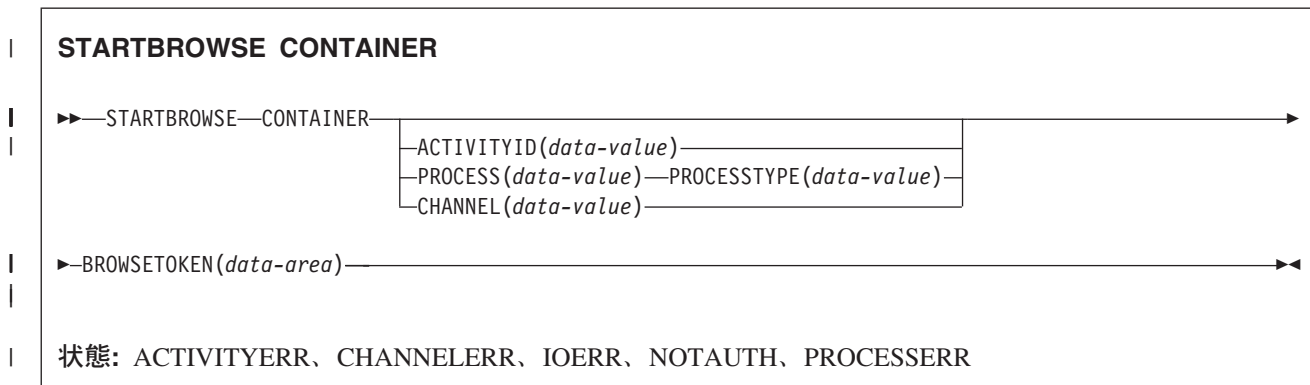 STARTBROWSE CONTAINER
STARTBROWSE CONTAINER
ACTIVITYID(data-value)
PROCESS(data-value) PROCESSTYPE(data-value)
CHANNEL(data-value)
BROWSETOKEN(data-area)
状態: ACTIVITYERR、CHANNELERR、IOERR、NOTAUTH、PROCESSERR